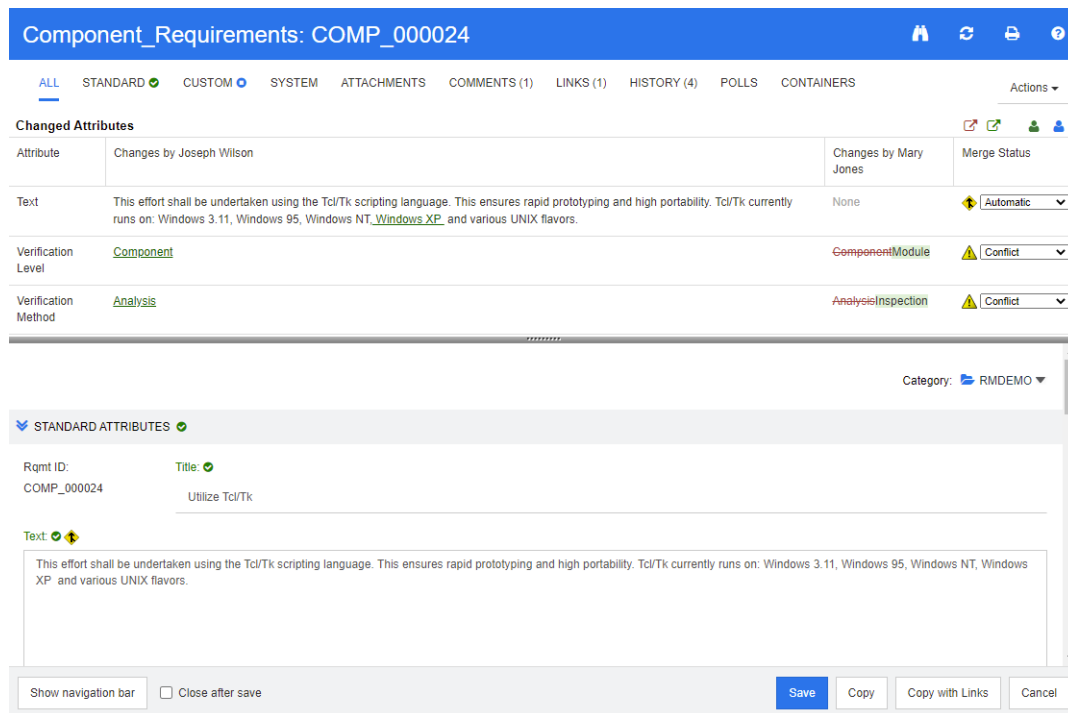 Component_Requirements: COMP_000024
ALL STANDARD CUSTOM SYSTEM ATTACHMENTS COMMENTS (1) LINKS (1) HISTORY (4) POLLS CONTAINERS
Actions
Changed Attributes
Attribute Changes by Joseph Wilson Changes by Mary Jones Merge Status
Text This effort shall be undertaken using the Tcl/Tk scripting language. This ensures rapid prototyping and high portability. Tcl/Tk currently
runs on: Windows 3.11, Windows 95, Windows NT, Windows XP and various UNIX flavors.
None Automatic
Verification Level Component ComponentModule Conflict
Verification Method Analysis AnalysisInspection Conflict
Category: RMDEMO
STANDARD ATTRIBUTES
Rqmt ID: Title:
COMP_000024 Utilize Tcl/Tk
Text:
This effort shall be undertaken using the Tcl/Tk scripting language. This ensures rapid prototyping and high portability. Tcl/Tk currently runs on: Windows 3.11, Windows 95, Windows NT, Windows
XP and various UNIX flavors.
Show navigation bar Close after save Save Copy Copy with Links Cancel